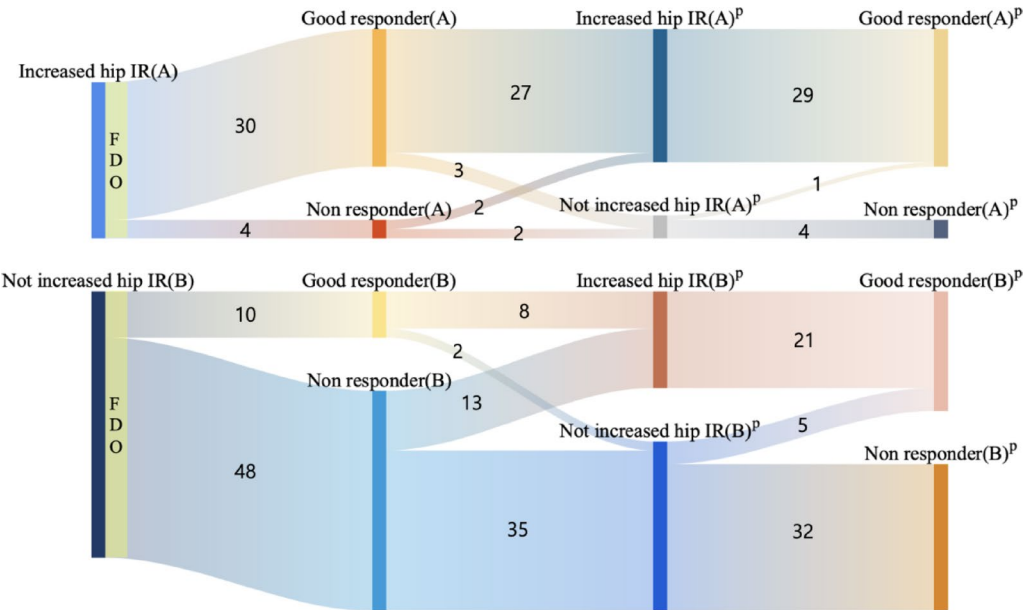 Good responder(A)
Increased hip IR(A)ᵖ
Good responder(A)ᵖ
Increased hip IR(A)
27
29
30
F
D
O
3
1
Non responder(A)
2
Not increased hip IR(A)ᵖ
Non responder(A)ᵖ
4
2
4
Not increased hip IR(B)
Good responder(B)
Increased hip IR(B)ᵖ
Good responder(B)ᵖ
10
8
21
2
Non responder(B)
13
F
D
O
5
Not increased hip IR(B)ᵖ
Non responder(B)ᵖ
48
35
32